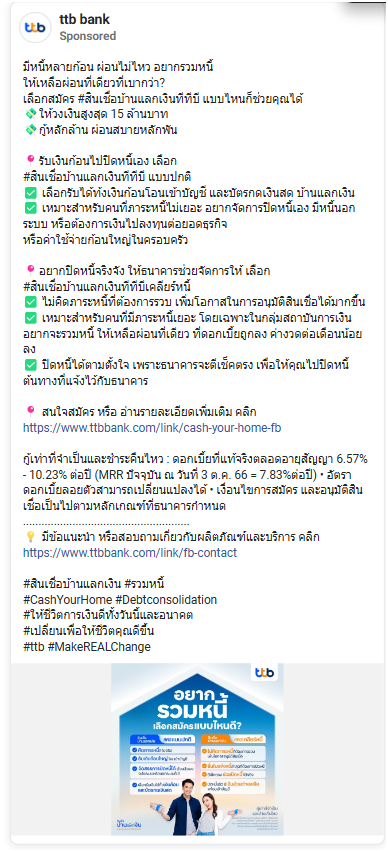 ttb
ttb bank
Sponsored
มีหนี้หลายก้อน ผ่อนไม่ไหว อยากรวมหนี้
ให้เหลือผ่อนที่เดียวที่เบากว่า?
เลือกสมัคร #สินเชื่อบ้านแลกเงินทีทีบี แบบไหนก็ช่วยคุณได้
💸 ให้วงเงินสูงสุด 15 ล้านบาท
💸 กู้หลักล้าน ผ่อนสบายหลักพัน
📍 รับเงินก้อนไปปิดหนี้เอง เลือก
#สินเชื่อบ้านแลกเงินทีทีบี แบบปกติ
✅ เลือกรับได้ทั้งเงินก้อนโอนเข้าบัญชี และบัตรกดเงินสด บ้านแลกเงิน
✅ เหมาะสำหรับคนที่ภาระหนี้ไม่เยอะ อยากจัดการปิดหนี้เอง มีหนี้นอก
ระบบ หรือต้องการเงินไปลงทุนต่อยอดธุรกิจ
หรือค่าใช้จ่ายก้อนใหญ่ในครอบครัว
📍 อยากปิดหนี้จริงจัง ให้ธนาคารช่วยจัดการให้ เลือก
#สินเชื่อบ้านแลกเงินทีทีบีเคลียร์หนี้
✅ ไม่คิดภาระหนี้ที่ต้องการรวบ เพิ่มโอกาสในการอนุมัติสินเชื่อได้มากขึ้น
✅ เหมาะสำหรับคนที่มีภาระหนี้เยอะ โดยเฉพาะในกลุ่มสถาบันการเงิน
อยากจะรวมหนี้ ให้เหลือผ่อนที่เดียว ที่ดอกเบี้ยถูกลง ค่างวดต่อเดือนน้อย
ลง
✅ ปิดหนี้ได้ตามตั้งใจ เพราะธนาคารจะตีเช็คตรง เพื่อให้คุณไปปิดหนี้
ต้นทางที่แจ้งไว้กับธนาคาร
📍 สนใจสมัคร หรือ อ่านรายละเอียดเพิ่มเติม คลิก
https://www.ttbbank.com/link/cash-your-home-fb
กู้เท่าที่จำเป็นและชำระคืนไหว : ดอกเบี้ยที่แท้จริงตลอดอายุสัญญา 6.57%
- 10.23% ต่อปี (MRR ปัจจุบัน ณ วันที่ 3 ต.ค. 66 = 7.83%ต่อปี) • อัตรา
ดอกเบี้ยลอยตัวสามารถเปลี่ยนแปลงได้ • เงื่อนไขการสมัคร และอนุมัติสิน
เชื่อเป็นไปตามหลักเกณฑ์ที่ธนาคารกำหนด
.......................................................
💡 มีข้อแนะนำ หรือสอบถามเกี่ยวกับผลิตภัณฑ์และบริการ คลิก
https://www.ttbbank.com/link/fb-contact
#สินเชื่อบ้านแลกเงิน #รวมหนี้
#CashYourHome #Debtconsolidation
#ให้ชีวิตการเงินดีทั้งวันนี้และอนาคต
#เปลี่ยนเพื่อให้ชีวิตคุณดีขึ้น
#ttb #MakeREALChange
ttb
อยาก
รวมหนี้
เลือกสมัครแบบไหนดี?